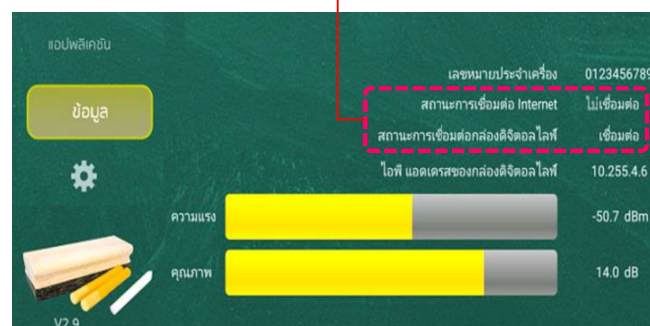 แอปพลิเคชัน
ข้อมูล
เลขหมายประจำเครื่อง 0123456789
สถานะการเชื่อมต่อ Internet ไม่เชื่อมต่อ
สถานะการเชื่อมต่อกล่องดิจิตอลไลฟ์ เชื่อมต่อ
ไอพี แอดเดรสของกล่องดิจิตอลไลฟ์ 10.255.4.6
ความแรง -50.7 dBm
คุณภาพ 14.0 dB
V2.9